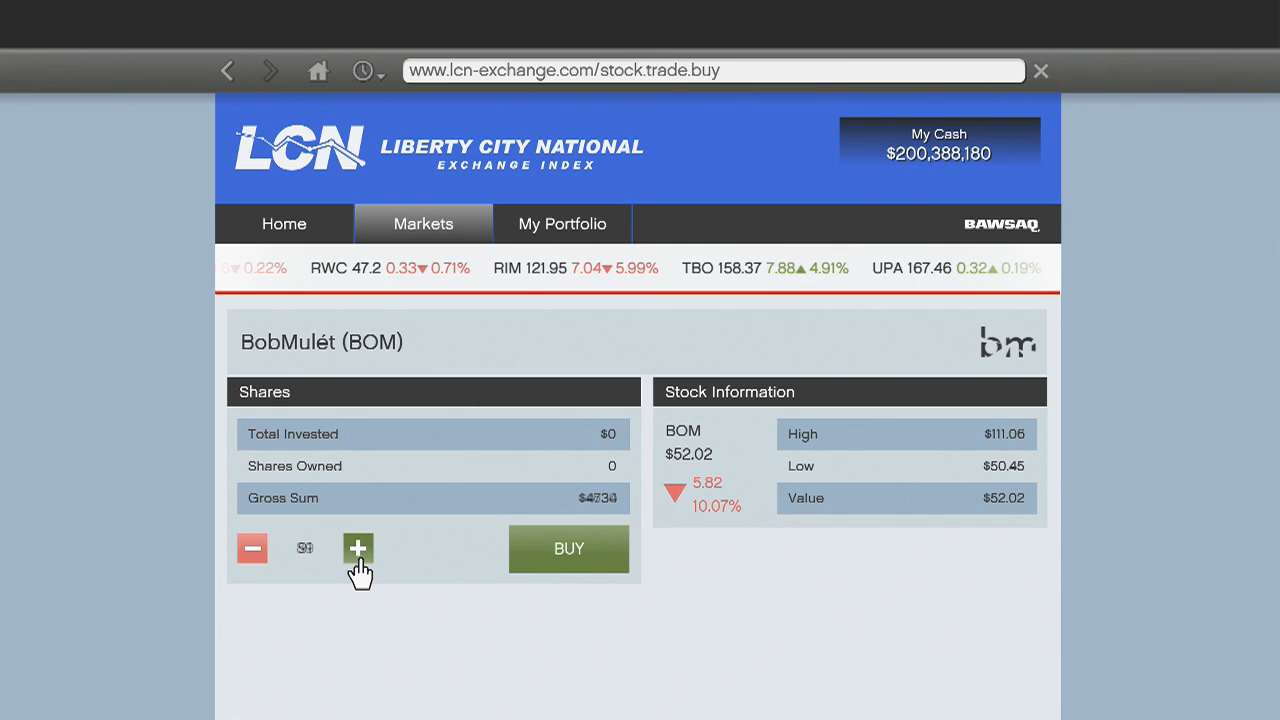 www.lcn-exchange.com/stock.trade.buy
LCN LIBERTY CITY NATIONAL
EXCHANGE INDEX
My Cash
$200,388,180
Home Markets My Portfolio BAWSAQ
▼0.22% RWC 47.2 0.33▼0.71% RIM 121.95 7.04▼5.99% TBO 158.37 7.88▲4.91% UPA 167.46 0.32▲0.19%
BobMulét (BOM) bm
Shares
Total Invested $0
Shares Owned 0
Gross Sum
BUY
Stock Information
BOM
$52.02
5.82
10.07%
High $111.06
Low $50.45
Value $52.02